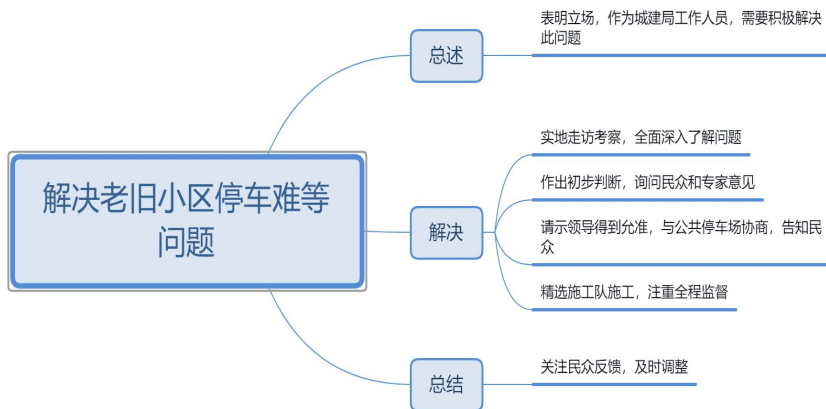 解决老旧小区停车难等
问题
总述
表明立场，作为城建局工作人员，需要积极解决
此问题
解决
实地走访考察，全面深入了解问题
作出初步判断，询问民众和专家意见
请示领导得到允准，与公共停车场协商，告知民
众
精选施工队施工，注重全程监督
总结
关注民众反馈，及时调整